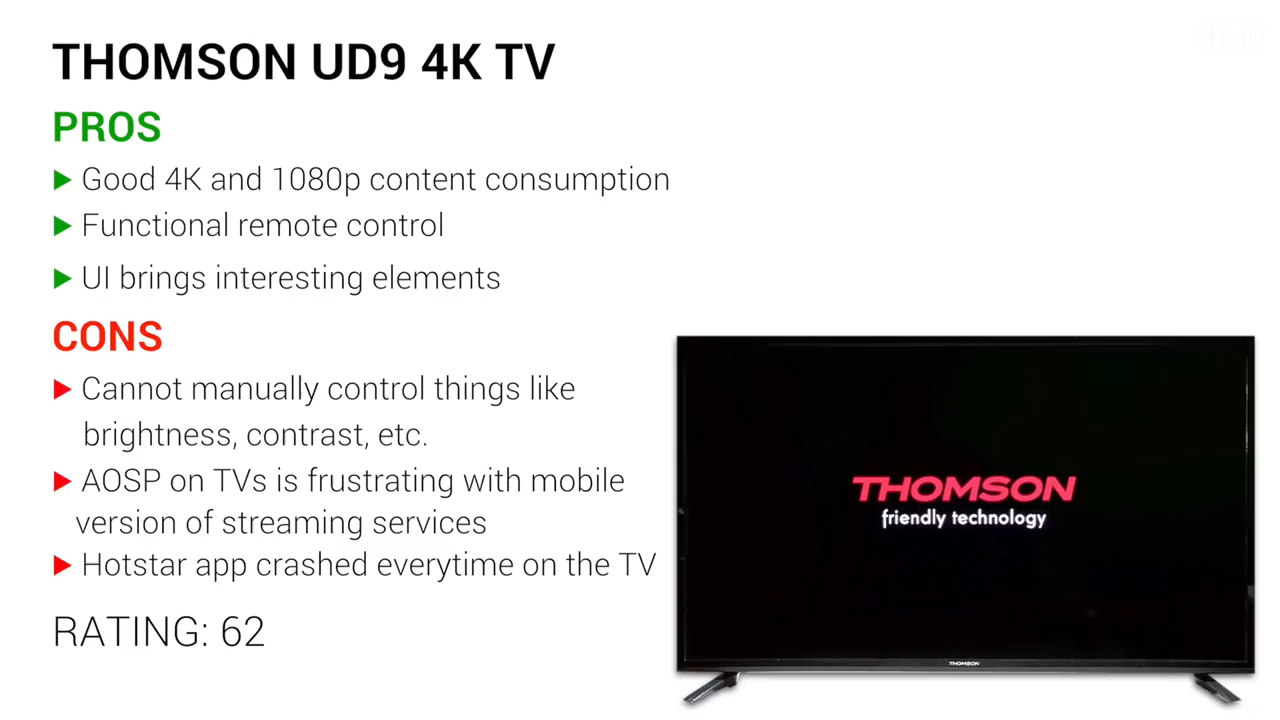 THOMSON UD9 4K TV
PROS
Good 4K and 1080p content consumption
Functional remote control
UI brings interesting elements
CONS
Cannot manually control things like
brightness, contrast, etc.
AOSP on TVs is frustrating with mobile
version of streaming services
Hotstar app crashed everytime on the TV
RATING: 62
THOMSON
friendly technology
THOMSON